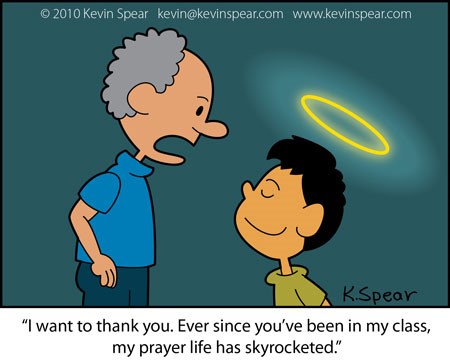 © 2010 Kevin Spear kevin@kevinspear.com www.kevinspear.com
K.Spear
“I want to thank you. Ever since you’ve been in my class,
my prayer life has skyrocketed.”